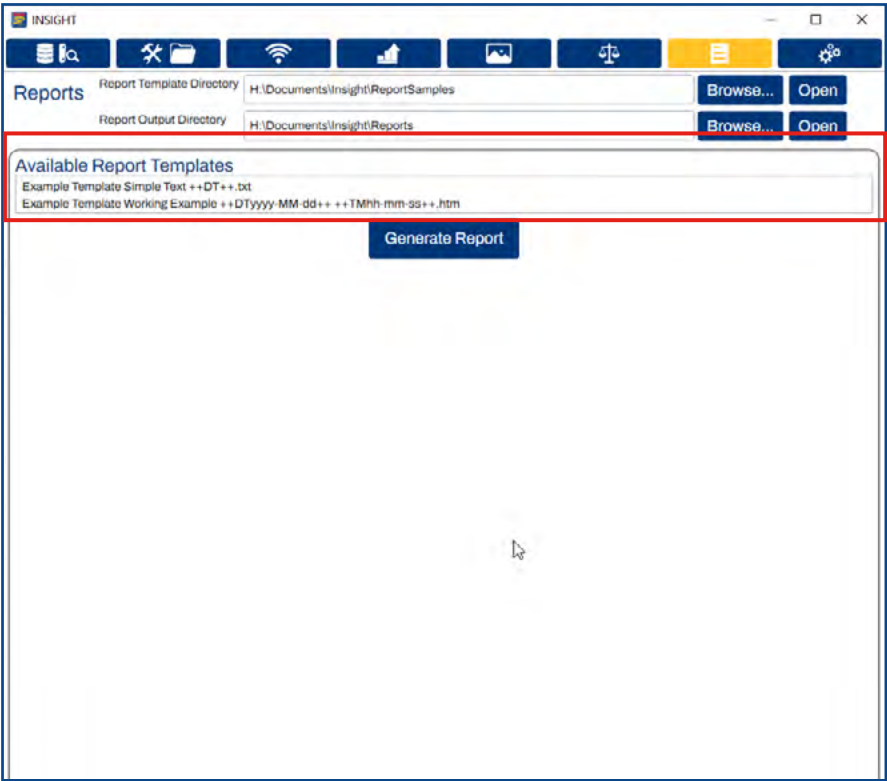 INSIGHT
Reports
Report Template Directory H:\Documents\Insight\ReportSamples Browse... Open
Report Output Directory H:\Documents\Insight\Reports Browse... Open
Available Report Templates
Example Template Simple Text ++DT++.txt
Example Template Working Example ++DTyyyy-MM-dd++ ++TMhh-mm-ss++.htm
Generate Report